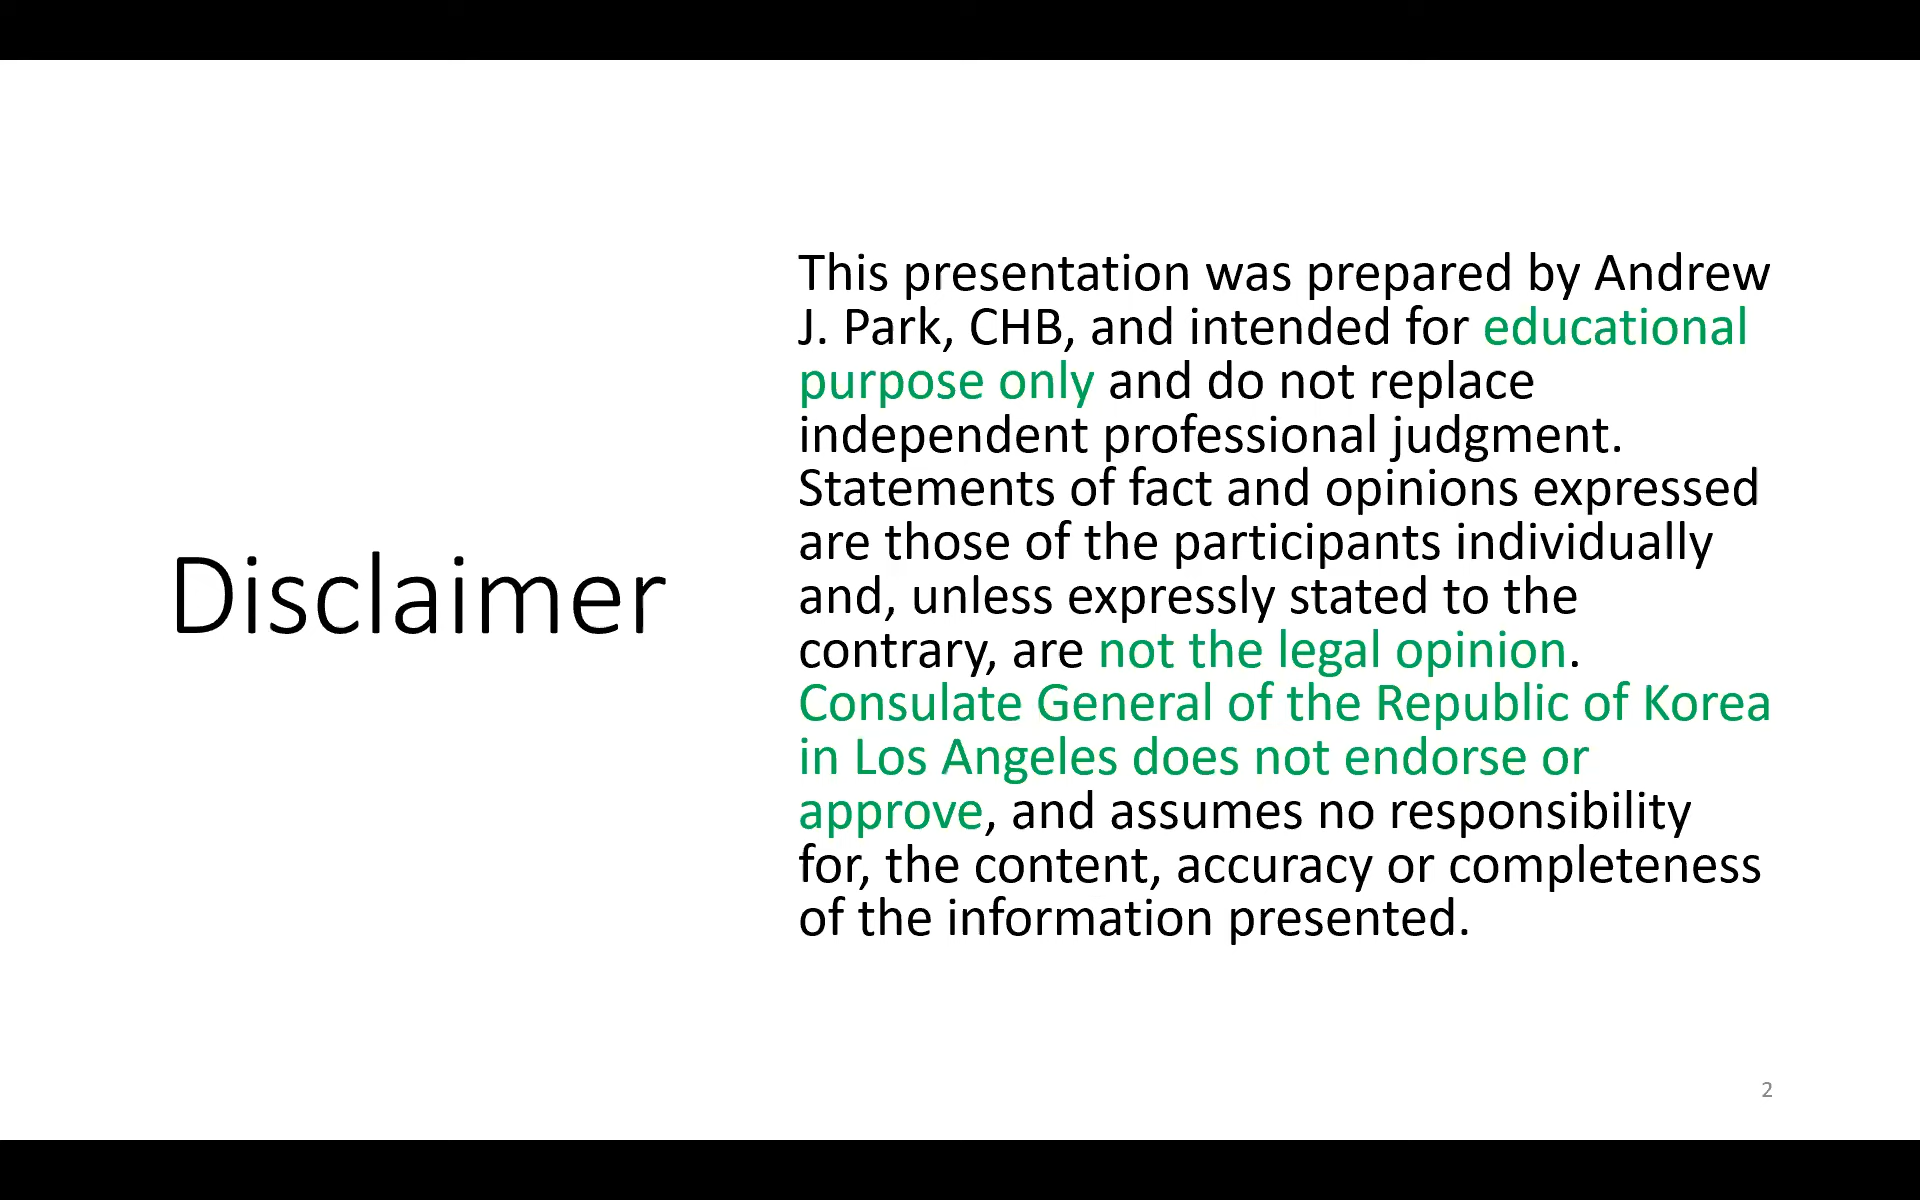 Disclaimer
This presentation was prepared by Andrew
J. Park, CHB, and intended for educational
purpose only and do not replace
independent professional judgment.
Statements of fact and opinions expressed
are those of the participants individually
and, unless expressly stated to the
contrary, are not the legal opinion.
Consulate General of the Republic of Korea
in Los Angeles does not endorse or
approve, and assumes no responsibility
for, the content, accuracy or completeness
of the information presented.
2